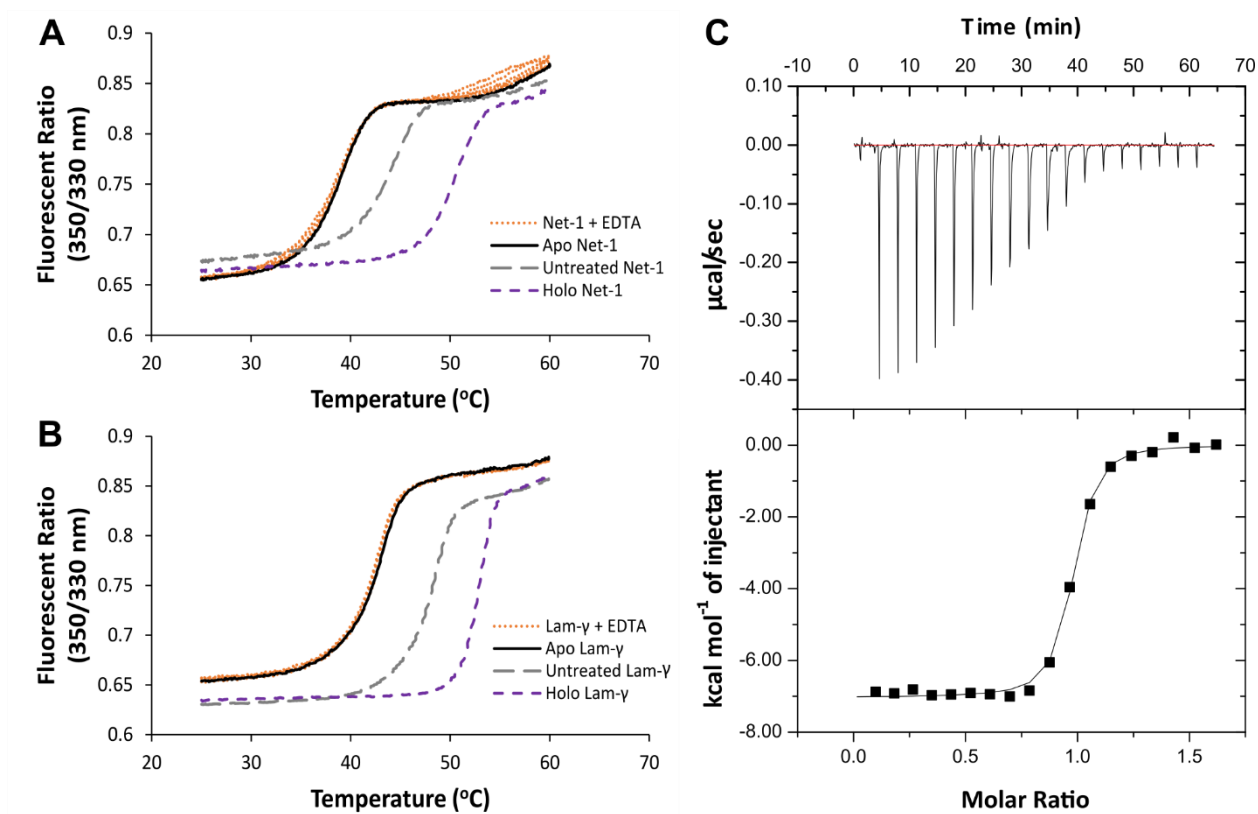 A
0.9
0.85
0.8
0.75
0.7
0.65
0.6
Fluorescent Ratio
(350/330 nm)
Net-1 + EDTA
Apo Net-1
Untreated Net-1
Holo Net-1
20 30 40 50 60 70
Temperature (°C)
B
0.9
0.85
0.8
0.75
0.7
0.65
0.6
Fluorescent Ratio
(350/330 nm)
Lam-γ + EDTA
Apo Lam-γ
Untreated Lam-γ
Holo Lam-γ
20 30 40 50 60 70
Temperature (°C)
C
Time (min)
-10 0 10 20 30 40 50 60 70
0.10
0.00
-0.10
-0.20
-0.30
-0.40
µcal/sec
0.00
-2.00
-4.00
-6.00
-8.00
kcal mol⁻¹ of injectant
0.0 0.5 1.0 1.5
Molar Ratio